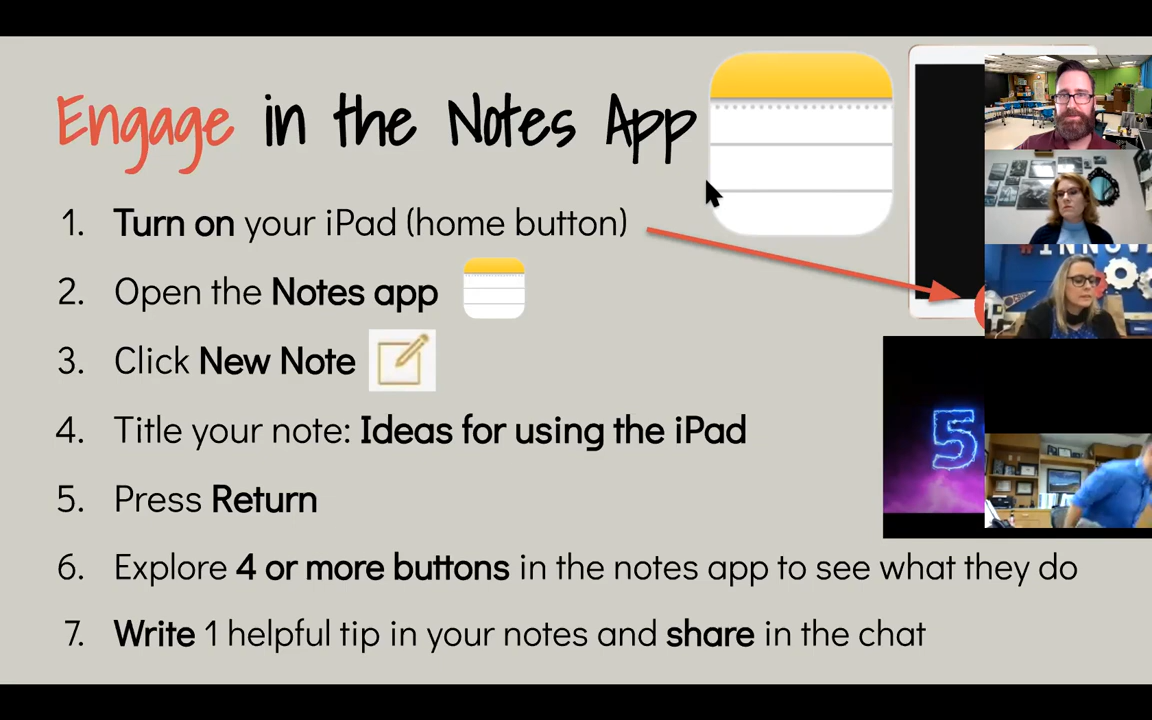 Engage in the Notes App
1. Turn on your iPad (home button)
2. Open the Notes app
3. Click New Note
4. Title your note: Ideas for using the iPad
5. Press Return
6. Explore 4 or more buttons in the notes app to see what they do
7. Write 1 helpful tip in your notes and share in the chat
#INNOVA
5